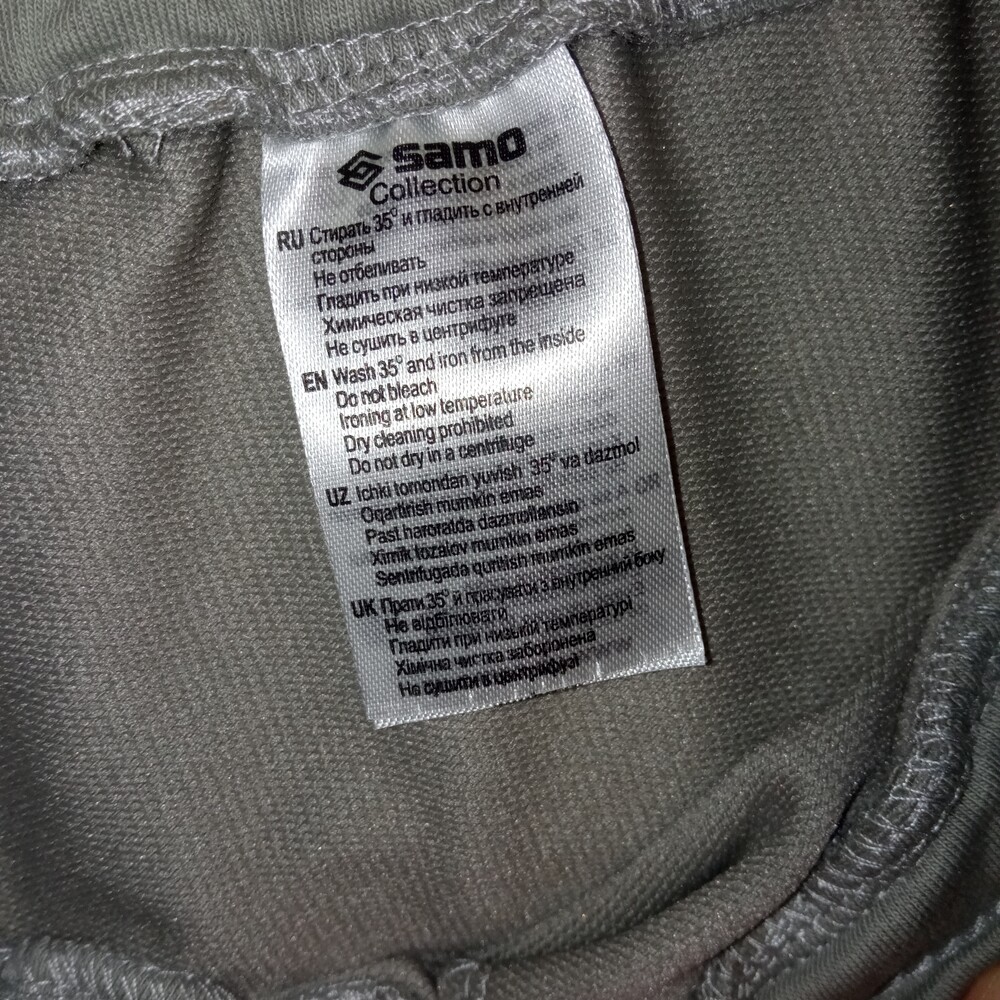 samo
Collection
RU Стирать 35° и гладить с внутренней
стороны
Не отбеливать
Гладить при низкой температуре
Химическая чистка запрещена
Не сушить в центрифуге
EN Wash 35° and iron from the inside
Do not bleach
Ironing at low temperature
Dry cleaning prohibited
Do not dry in a centrifuge
UZ Ichki tomondan yuvish 35° va dazmol
Oqartirish mumkin emas
Past haroratda dazmollansin
Ximik tozalov mumkin emas
Sentrifugada quritish mumkin emas
UK Прати 35° й прасувати з внутренний боку
Не відбілювати
Гладити при низькій температурі
Хімічна чистка заборонена
Не сушити в центрифузі